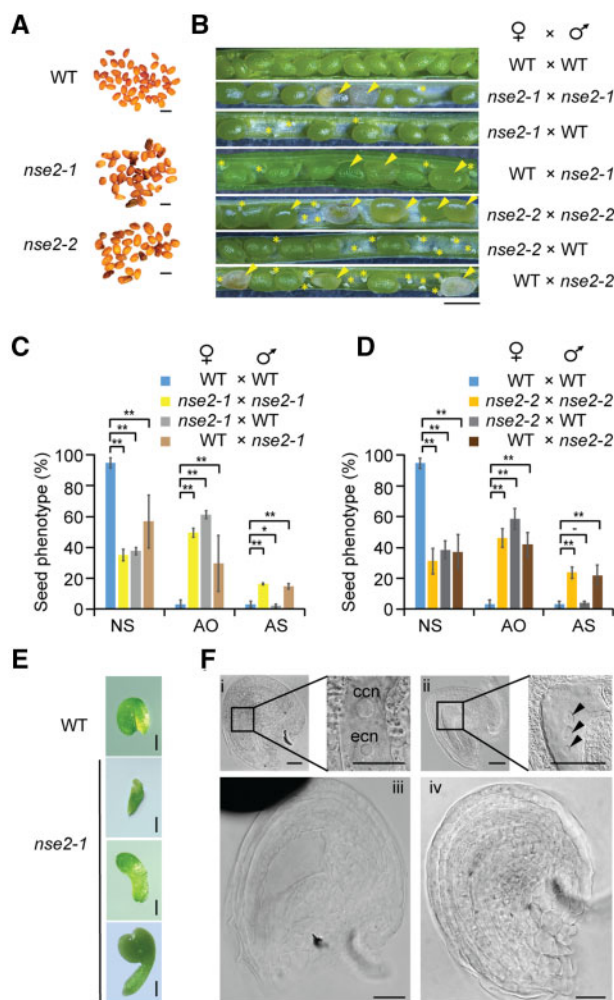 A
WT
nse2-1
nse2-2
B
♀ × ♂
WT × WT
nse2-1 × nse2-1
nse2-1 × WT
WT × nse2-1
nse2-2 × nse2-2
nse2-2 × WT
WT × nse2-2
C
♀ ♂
WT × WT
nse2-1 × nse2-1
nse2-1 × WT
WT × nse2-1
Seed phenotype (%)
100
80
60
40
20
0
**
**
**
**
**
**
**
*
**
NS AO AS
D
♀ ♂
WT × WT
nse2-2 × nse2-2
nse2-2 × WT
WT × nse2-2
Seed phenotype (%)
100
80
60
40
20
0
**
**
**
**
**
**
**
-
**
NS AO AS
E
WT
nse2-1
F
i
ccn
ecn
ii
iii
iv